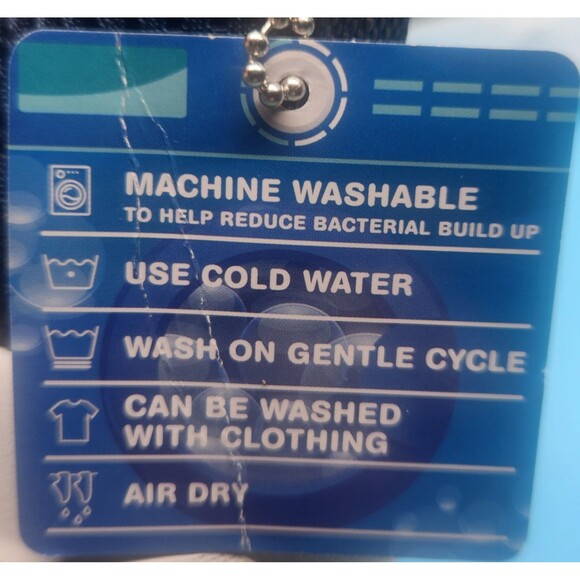 MACHINE WASHABLE
TO HELP REDUCE BACTERIAL BUILD UP
USE COLD WATER
WASH ON GENTLE CYCLE
CAN BE WASHED
WITH CLOTHING
AIR DRY